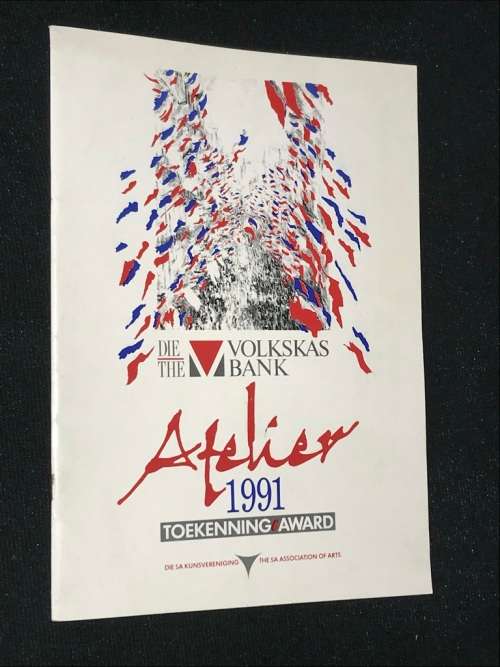 DIE
THE
VOLKSKAS
BANK
Atelier
1991
TOEKENNING/AWARD
DIE SA KUNSVERENIGING THE SA ASSOCIATION OF ARTS